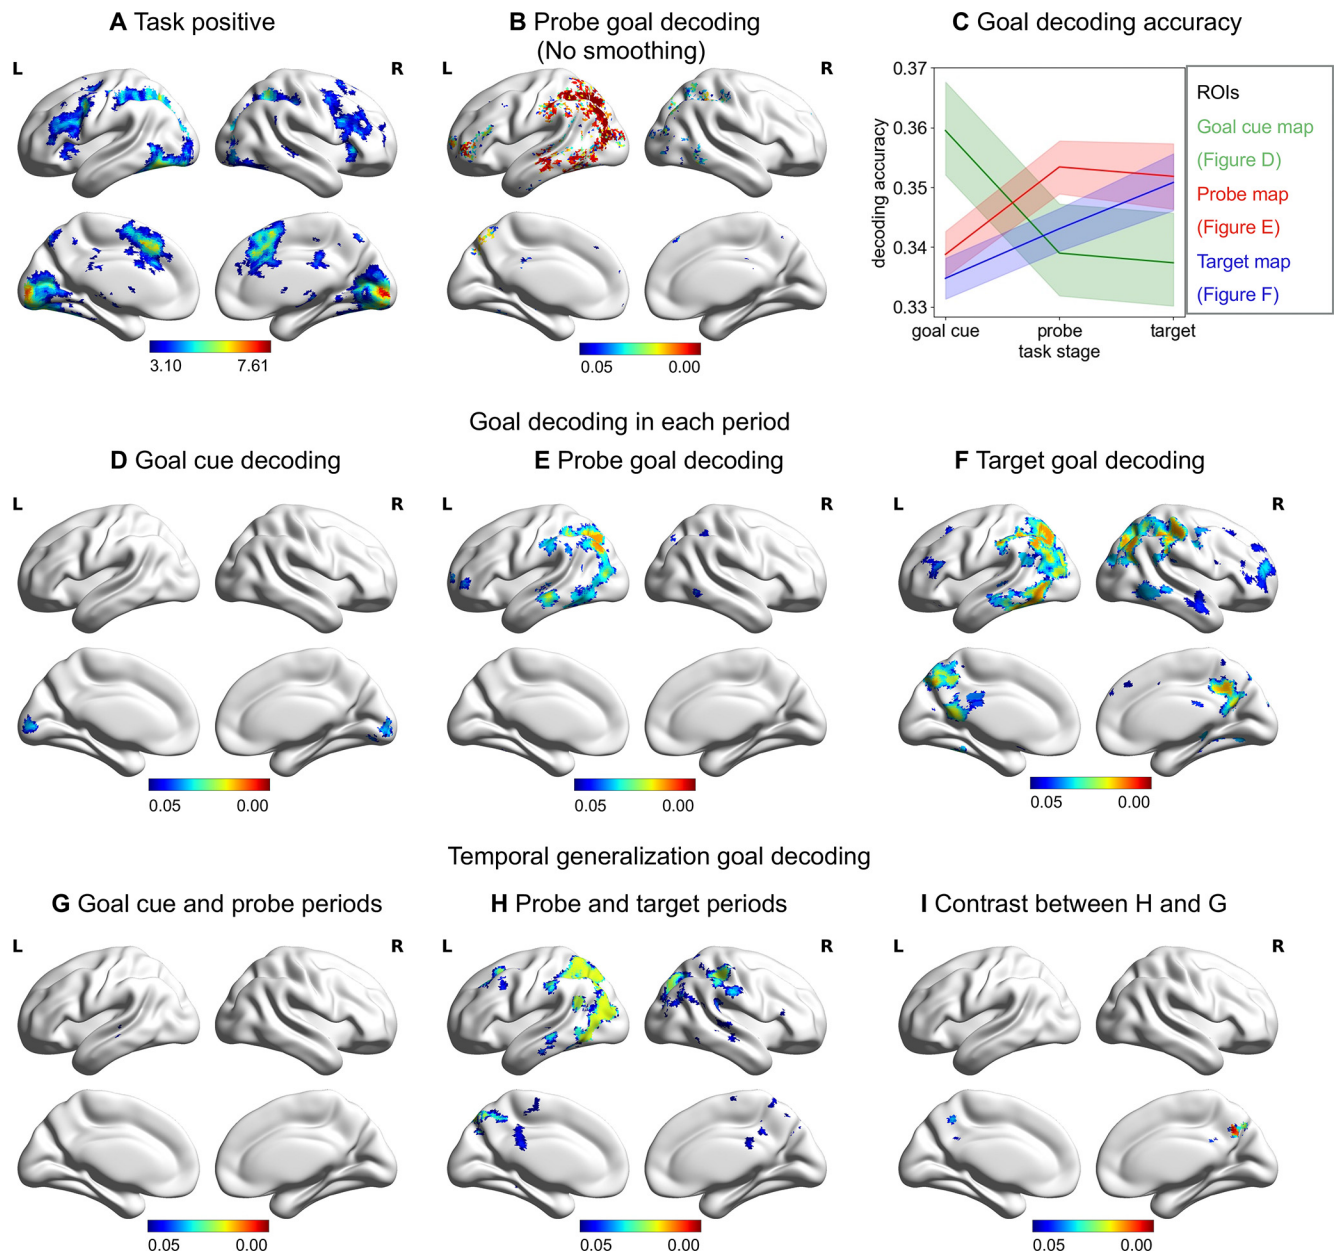 A Task positive
B Probe goal decoding
(No smoothing)
C Goal decoding accuracy
L
R
L
R
3.10
7.61
0.05
0.00
0.37
0.36
0.35
0.34
0.33
decoding accuracy
goal cue
probe
target
task stage
ROIs
Goal cue map
(Figure D)
Probe map
(Figure E)
Target map
(Figure F)
Goal decoding in each period
D Goal cue decoding
E Probe goal decoding
F Target goal decoding
L
R
L
R
L
R
0.05
0.00
0.05
0.00
0.05
0.00
Temporal generalization goal decoding
G Goal cue and probe periods
H Probe and target periods
I Contrast between H and G
L
R
L
R
L
R
0.05
0.00
0.05
0.00
0.05
0.00